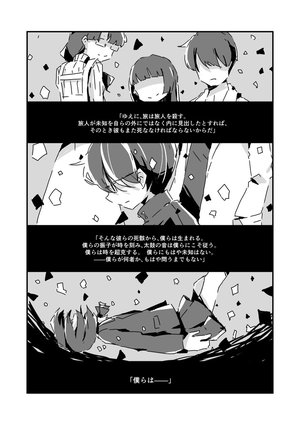 「ゆえに、旅は旅人を殺す。
旅人が未知を自らの外にではなく内に見出したとすれば、
そのとき彼もまた死ななければならないからだ」
「そんな彼らの死骸から、僕らは生まれる。
僕らの振子が時を刻み、太鼓の音は僕らにこそ従う。
僕らは時を超克する。 僕らにもはや未知はない。
――僕らが何者か、もはや問うまでもない。
「僕らは――」